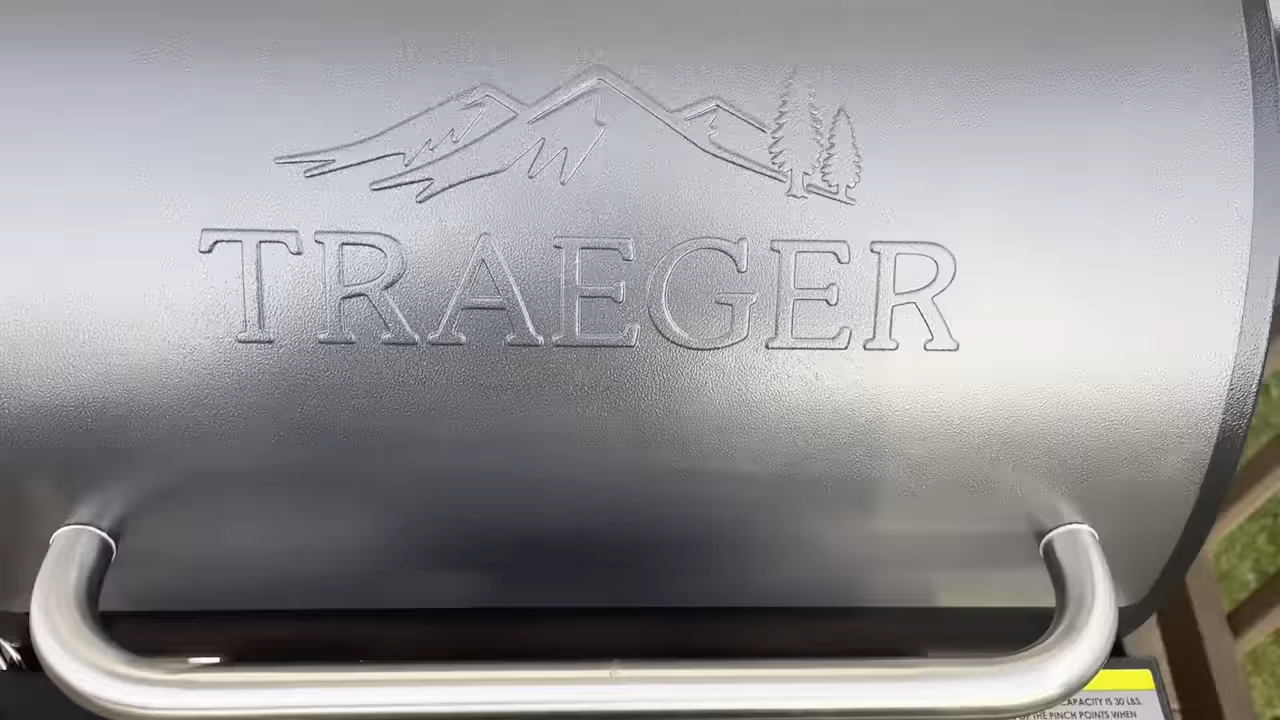 TRAEGER
CAPACITY IS 30 LBS.
OF THE PINCH POINTS WHEN